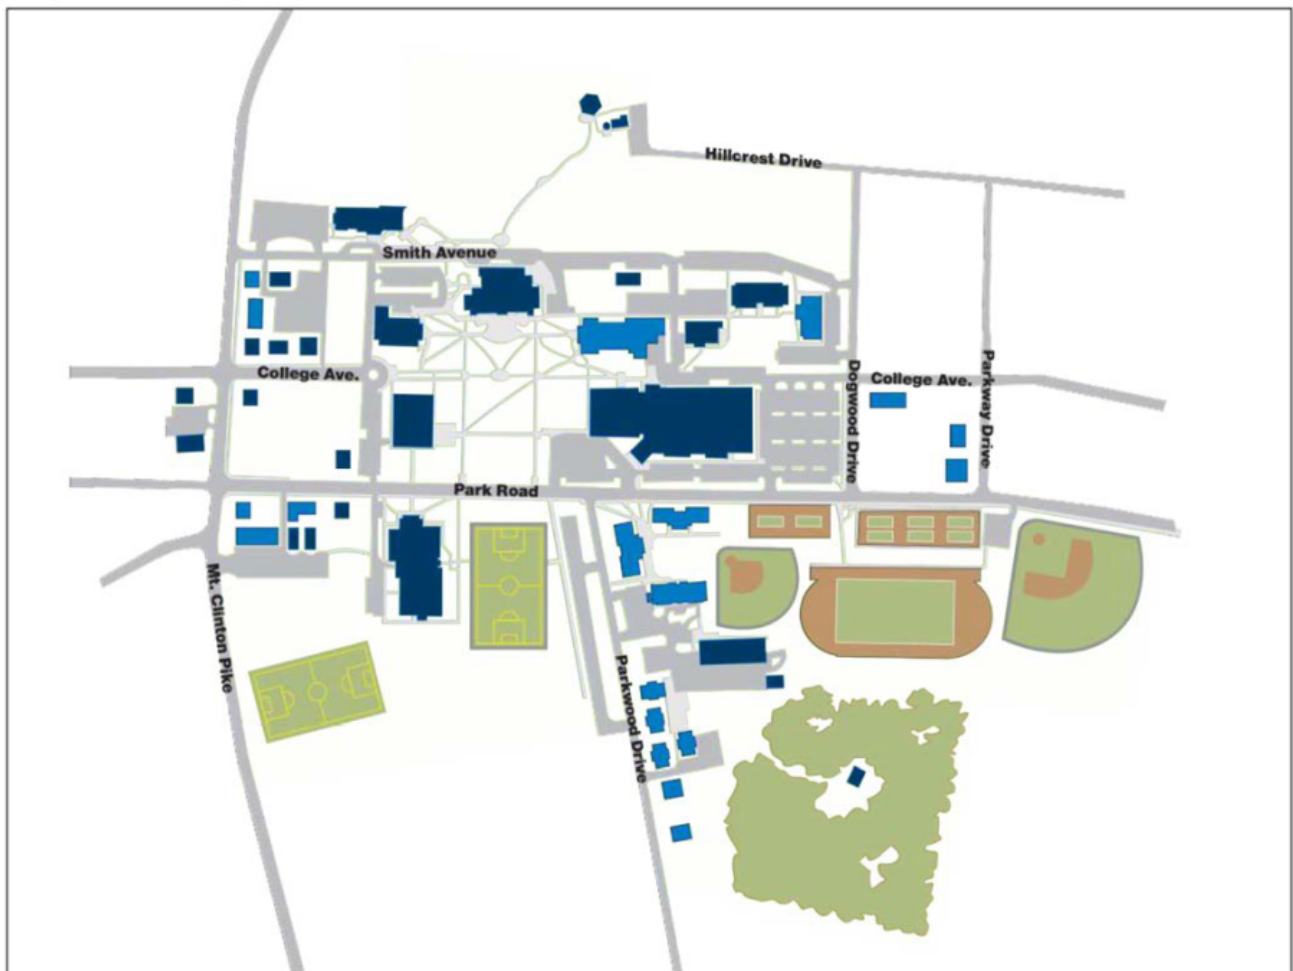 Hillcrest Drive
Smith Avenue
College Ave.
College Ave.
Dogwood Drive
Parkway Drive
Park Road
Mt. Clinton Pike
Parkwood Drive